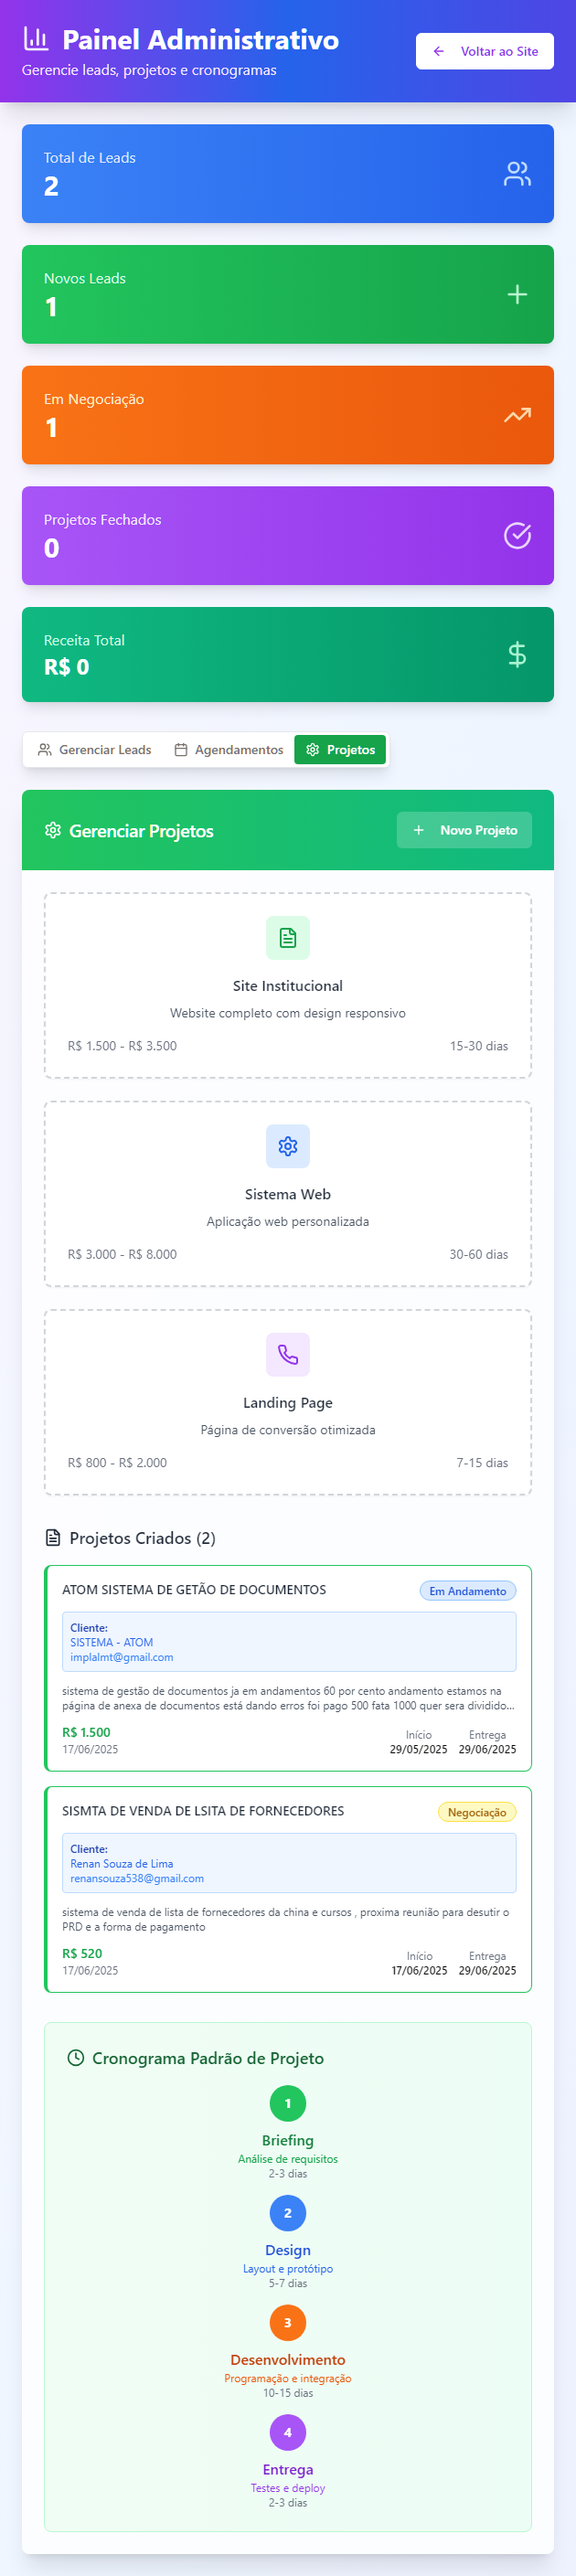 Painel Administrativo
Gerencie leads, projetos e cronogramas
Voltar ao Site
Total de Leads
2
Novos Leads
1
Em Negociação
1
Projetos Fechados
0
Receita Total
R$ 0
Gerenciar Leads
Agendamentos
Projetos
Gerenciar Projetos
Novo Projeto
Site Institucional
Website completo com design responsivo
R$ 1.500 - R$ 3.500
15-30 dias
Sistema Web
Aplicação web personalizada
R$ 3.000 - R$ 8.000
30-60 dias
Landing Page
Página de conversão otimizada
R$ 800 - R$ 2.000
7-15 dias
Projetos Criados (2)
ATOM SISTEMA DE GETÃO DE DOCUMENTOS
Em Andamento
Cliente:
SISTEMA - ATOM
implalmt@gmail.com
sistema de gestão de documentos ja em andamentos 60 por cento andamento estamos na
página de anexa de documentos está dando erros foi pago 500 fata 1000 quer sera dividido...
R$ 1.500
17/06/2025
Início
29/05/2025
Entrega
29/06/2025
SISMTA DE VENDA DE LSITA DE FORNECEDORES
Negociação
Cliente:
Renan Souza de Lima
renansouza538@gmail.com
sistema de venda de lista de fornecedores da china e cursos , proxima reunião para desutir o
PRD e a forma de pagamento
R$ 520
17/06/2025
Início
17/06/2025
Entrega
29/06/2025
Cronograma Padrão de Projeto
1
Briefing
Análise de requisitos
2-3 dias
2
Design
Layout e protótipo
5-7 dias
3
Desenvolvimento
Programação e integração
10-15 dias
4
Entrega
Testes e deploy
2-3 dias